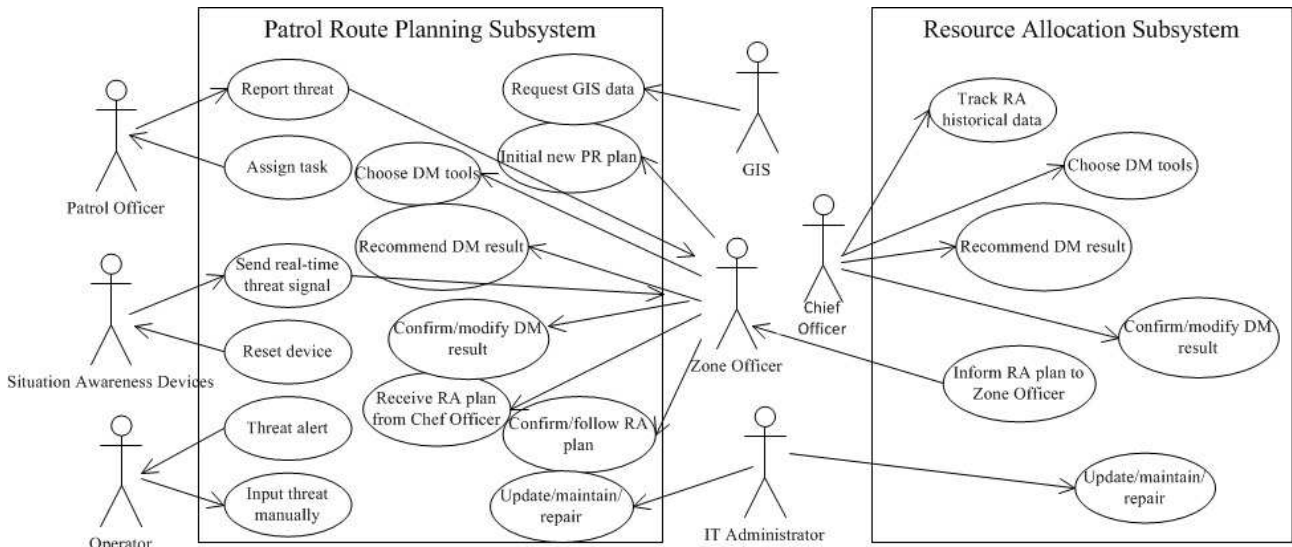 Patrol Route Planning Subsystem
Resource Allocation Subsystem
Report threat
Request GIS data
Track RA
historical data
Assign task
Choose DM tools
Initial new PR plan
GIS
Choose DM tools
Patrol Officer
Recommend DM result
Recommend DM result
Send real-time
threat signal
Chief
Officer
Confirm/modify DM
result
Confirm/modify DM
result
Reset device
Zone Officer
Situation Awareness Devices
Inform RA plan to
Zone Officer
Receive RA plan
from Chef Officer
Threat alert
Confirm/follow RA
plan
Input threat
manually
Update/maintain/
repair
Update/maintain/
repair
IT Administrator
Operator